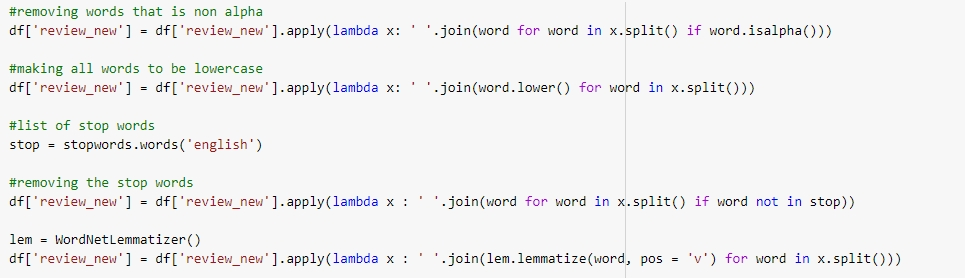 #removing words that is non alpha
df['review_new'] = df['review_new'].apply(lambda x: ' '.join(word for word in x.split() if word.isalpha()))
#making all words to be lowercase
df['review_new'] = df['review_new'].apply(lambda x: ' '.join(word.lower() for word in x.split()))
#list of stop words
stop = stopwords.words('english')
#removing the stop words
df['review_new'] = df['review_new'].apply(lambda x : ' '.join(word for word in x.split() if word not in stop))
lem = WordNetLemmatizer()
df['review_new'] = df['review_new'].apply(lambda x : ' '.join(lem.lemmatize(word, pos = 'v') for word in x.split()))